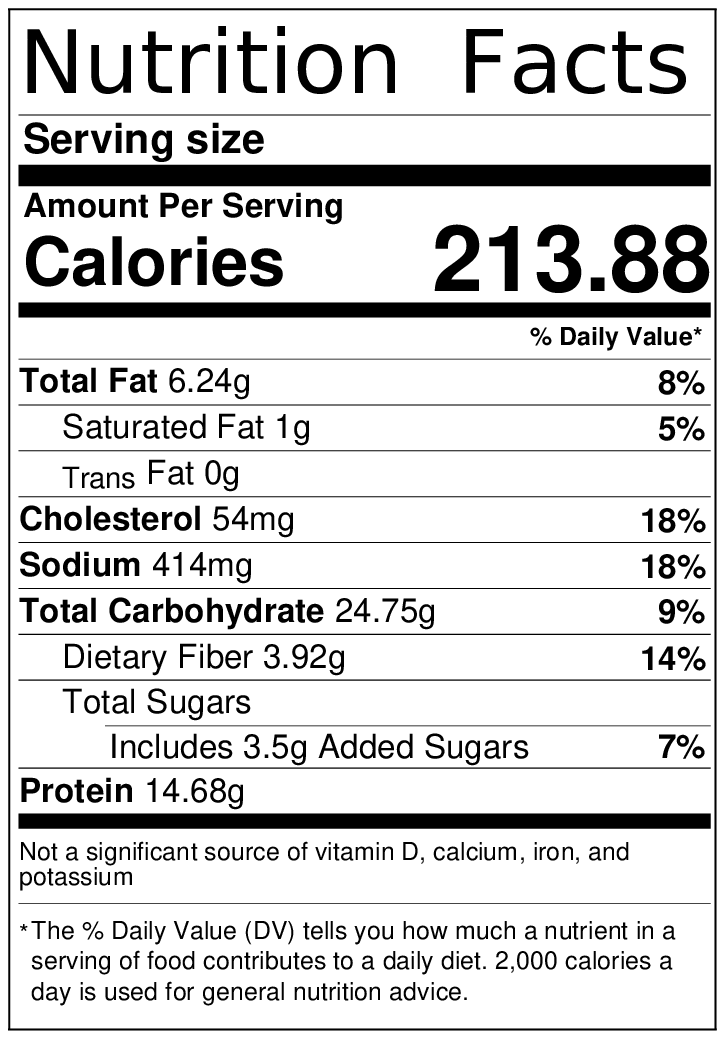 Nutrition Facts
Serving size
Amount Per Serving
Calories 213.88
% Daily Value*
Total Fat 6.24g 8%
Saturated Fat 1g 5%
Trans Fat 0g
Cholesterol 54mg 18%
Sodium 414mg 18%
Total Carbohydrate 24.75g 9%
Dietary Fiber 3.92g 14%
Total Sugars
Includes 3.5g Added Sugars 7%
Protein 14.68g
Not a significant source of vitamin D, calcium, iron, and
potassium
*The % Daily Value (DV) tells you how much a nutrient in a
serving of food contributes to a daily diet. 2,000 calories a
day is used for general nutrition advice.